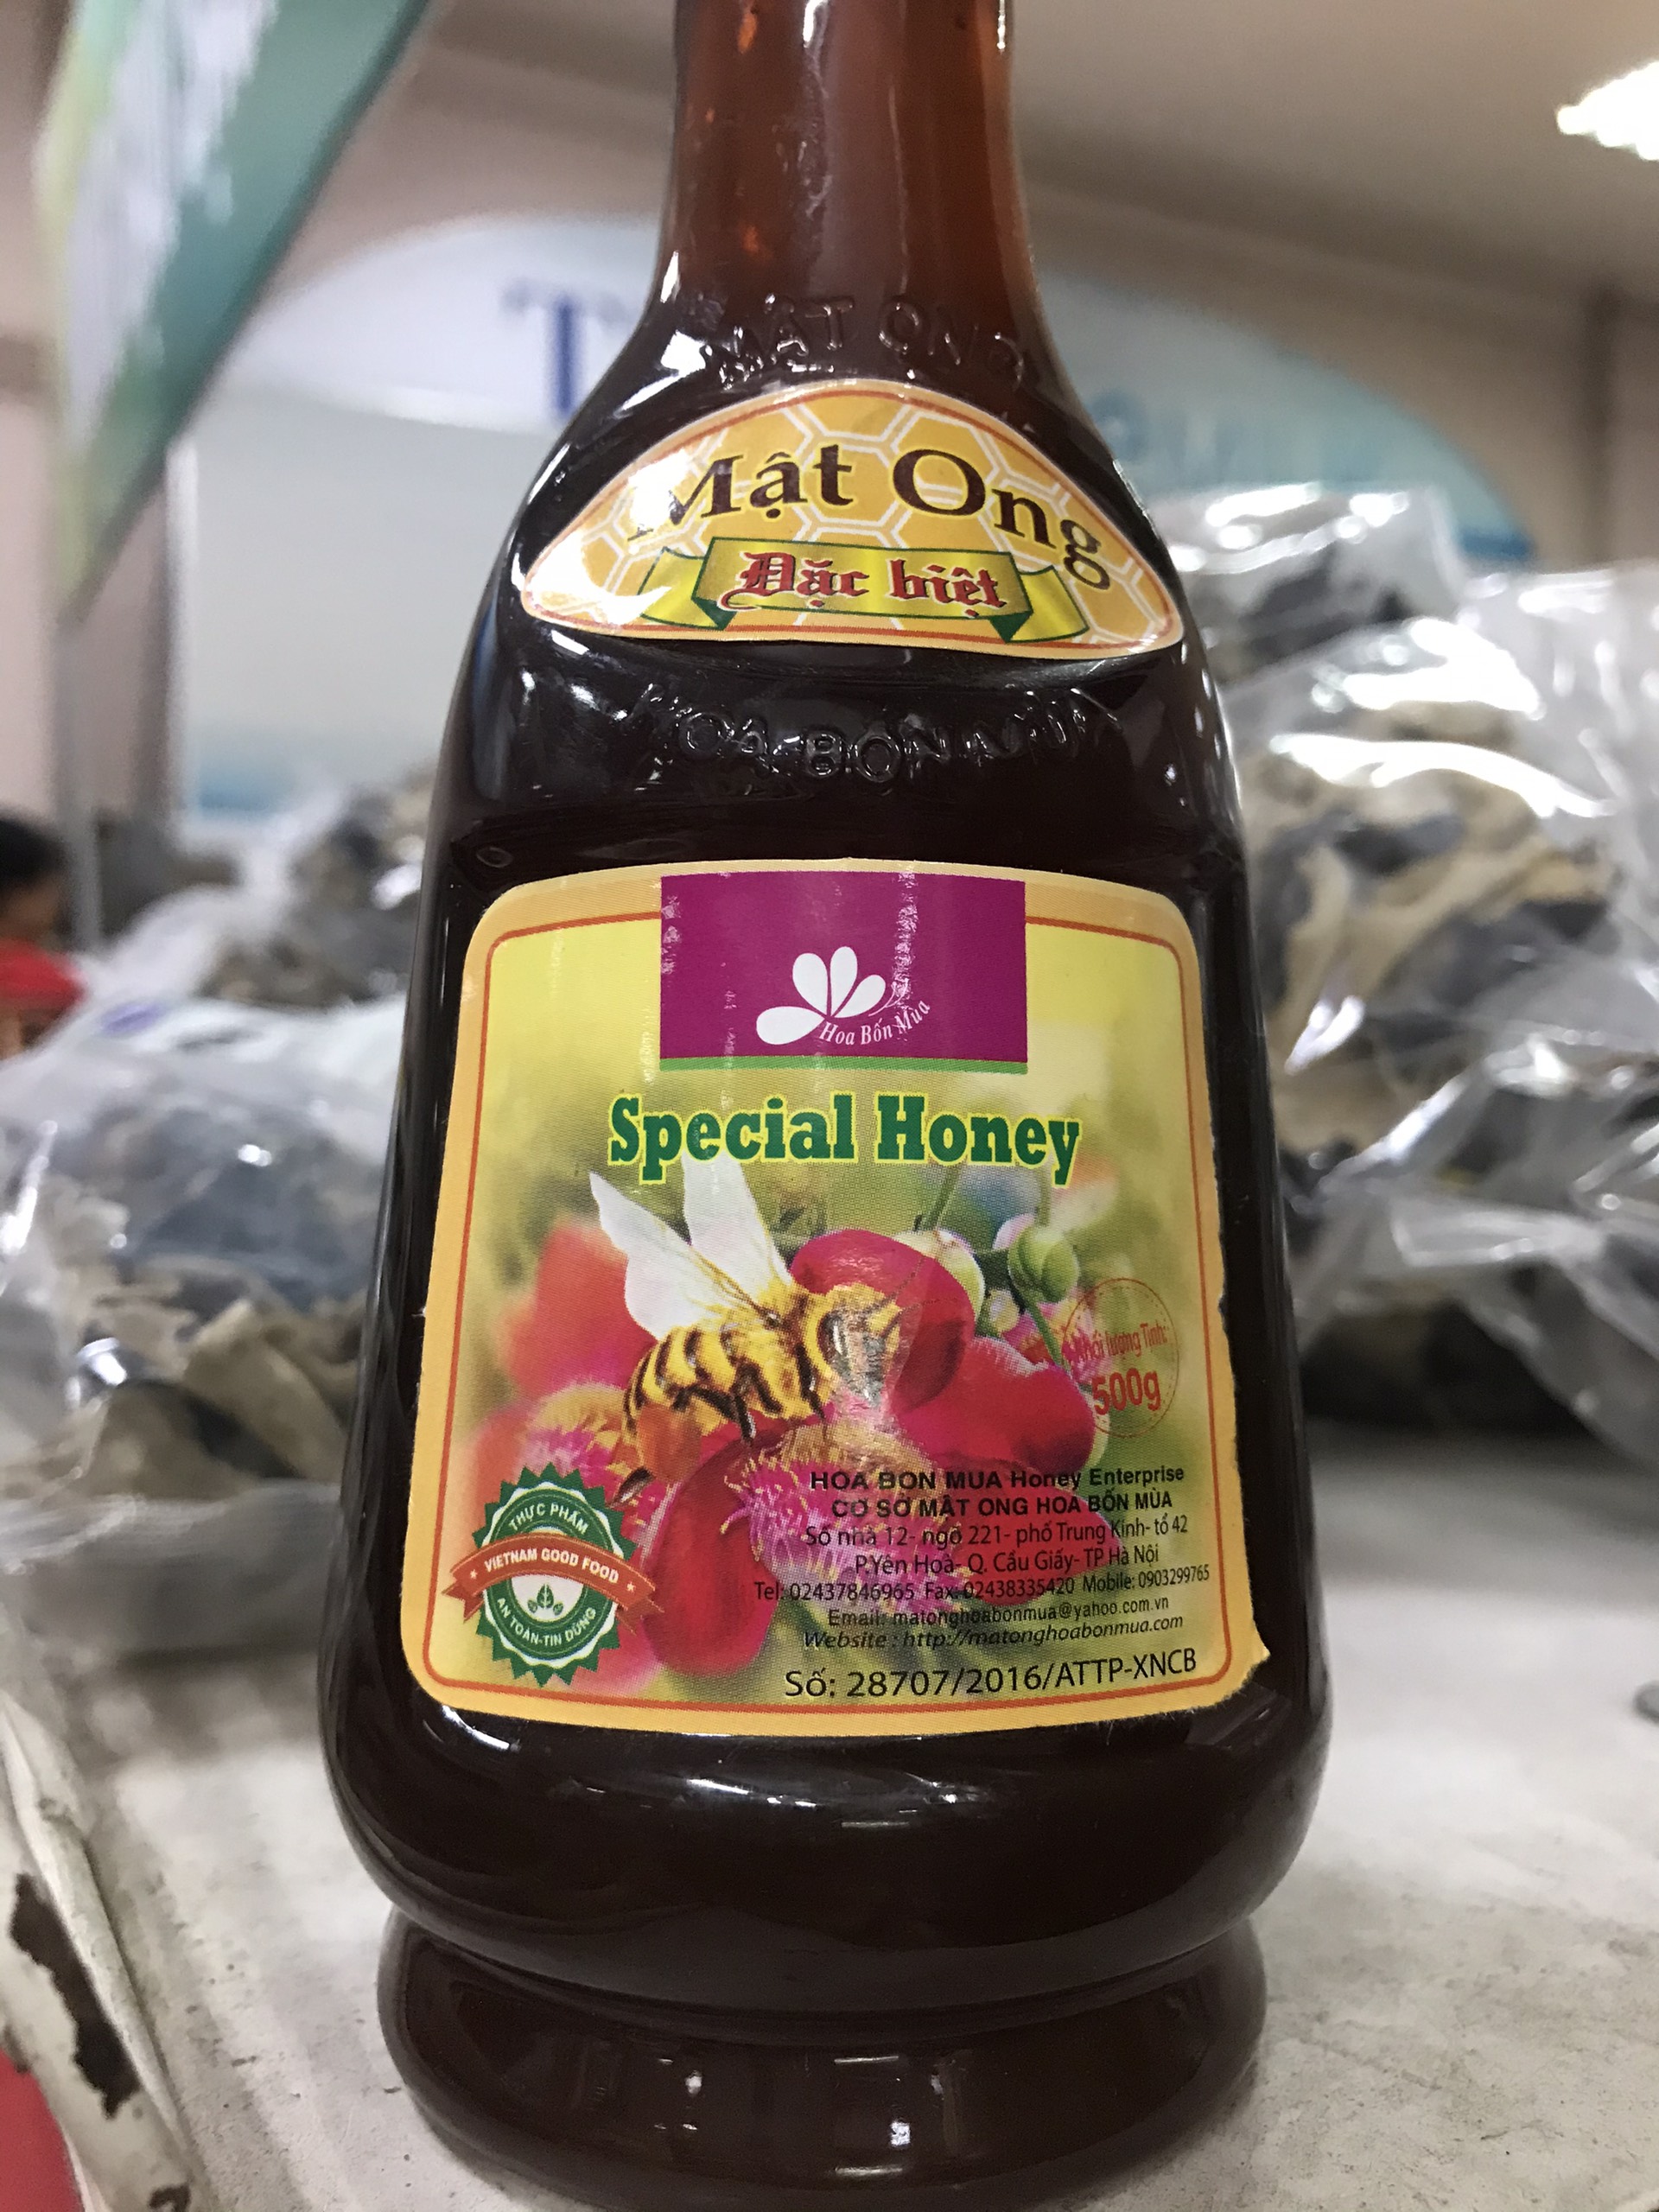 MẬT ONG
Mật Ong
Đặc biệt
HOA BỐN MÙA
Hoa Bốn Mùa
Special Honey
Khối lượng Tịnh:
500g
THỰC PHẨM
VIETNAM GOOD FOOD
AN TOÀN-TIN DÙNG
HOA BON MUA Honey Enterprise
CƠ SỞ MẬT ONG HOA BỐN MÙA
Số nhà 12- ngõ 221- phố Trung Kính- tổ 42
P.Yên Hoà- Q. Cầu Giấy- TP Hà Nội
Tel: 02437846965 Fax: 02438335420 Mobile: 0903299765
Email: matonghoabonmua@yahoo.com.vn
Website : http://matonghoabonmua.com
Số: 28707/2016/ATTP-XNCB